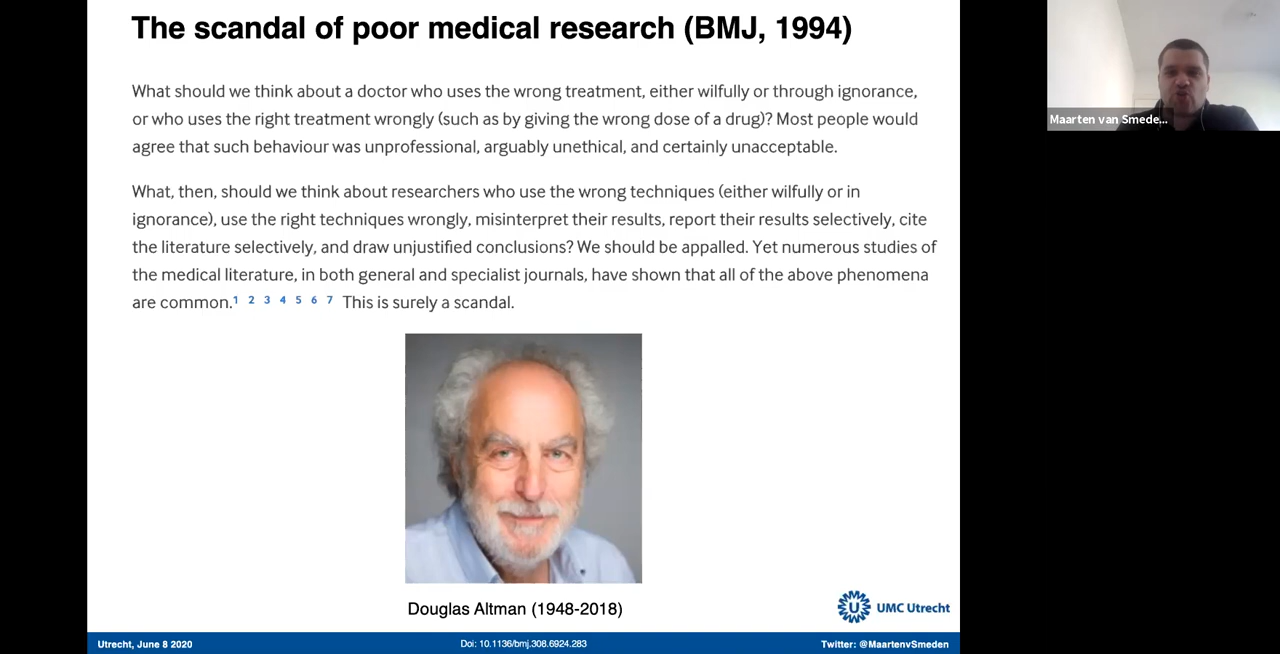 The scandal of poor medical research (BMJ, 1994)
Maarten van Smede...
What should we think about a doctor who uses the wrong treatment, either wilfully or through ignorance,
or who uses the right treatment wrongly (such as by giving the wrong dose of a drug)? Most people would
agree that such behaviour was unprofessional, arguably unethical, and certainly unacceptable.
What, then, should we think about researchers who use the wrong techniques (either wilfully or in
ignorance), use the right techniques wrongly, misinterpret their results, report their results selectively, cite
the literature selectively, and draw unjustified conclusions? We should be appalled. Yet numerous studies of
the medical literature, in both general and specialist journals, have shown that all of the above phenomena
are common.1 2 3 4 5 6 7 This is surely a scandal.
Douglas Altman (1948-2018)
U UMC Utrecht
Utrecht, June 8 2020 Doi: 10.1136/bmj.308.6924.283 Twitter: @MaartenvSmeden